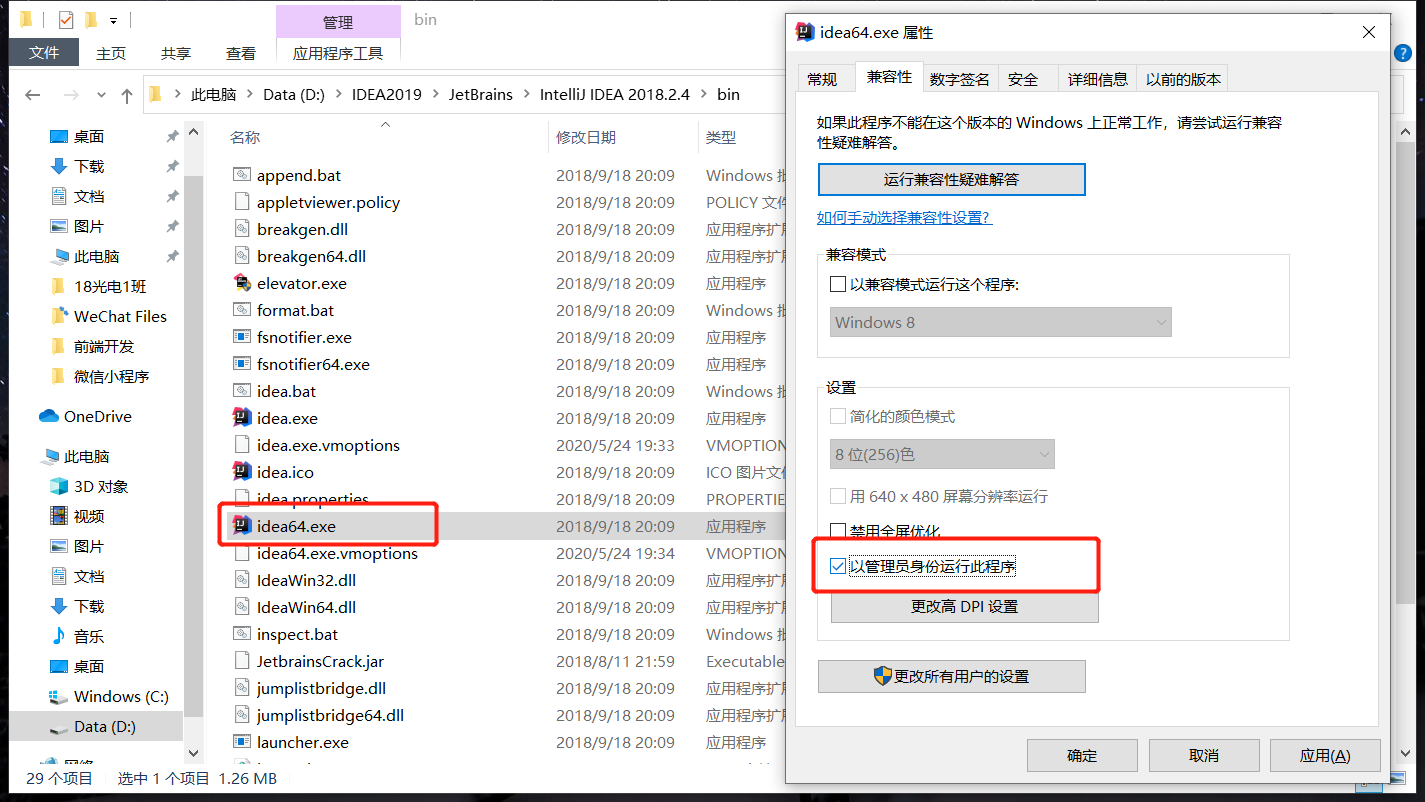 管理
bin
文件
主页
共享
查看
应用程序工具
此电脑 > Data (D:) > IDEA2019 > JetBrains > IntelliJ IDEA 2018.2.4 > bin
桌面
下载
文档
图片
此电脑
18光电1班
WeChat Files
前端开发
微信小程序
OneDrive
此电脑
3D 对象
视频
图片
文档
下载
音乐
桌面
Windows (C:)
Data (D:)
网络
名称 修改日期 类型
append.bat 2018/9/18 20:09 Windows 批
appletviewer.policy 2018/9/18 20:09 POLICY 文件
breakgen.dll 2018/9/18 20:09 应用程序扩展
breakgen64.dll 2018/9/18 20:09 应用程序扩展
elevator.exe 2018/9/18 20:09 应用程序
format.bat 2018/9/18 20:09 Windows 批
fsnotifier.exe 2018/9/18 20:09 应用程序
fsnotifier64.exe 2018/9/18 20:09 应用程序
idea.bat 2018/9/18 20:09 Windows 批
idea.exe 2018/9/18 20:09 应用程序
idea.exe.vmoptions 2020/5/24 19:33 VMOPTION
idea.ico 2018/9/18 20:09 ICO 图片文件
idea.properties 2018/9/18 20:09 PROPERTIE
idea64.exe 2018/9/18 20:09 应用程序
idea64.exe.vmoptions 2020/5/24 19:34 VMOPTION
IdeaWin32.dll 2018/9/18 20:09 应用程序扩展
IdeaWin64.dll 2018/9/18 20:09 应用程序扩展
inspect.bat 2018/9/18 20:09 Windows 批
JetbrainsCrack.jar 2018/8/11 21:59 Executable
jumplistbridge.dll 2018/9/18 20:09 应用程序扩展
jumplistbridge64.dll 2018/9/18 20:09 应用程序扩展
launcher.exe 2018/9/18 20:09 应用程序
29 个项目 选中 1 个项目 1.26 MB
idea64.exe 属性
常规 兼容性 数字签名 安全 详细信息 以前的版本
如果此程序不能在这个版本的 Windows 上正常工作，请尝试运行兼容
性疑难解答。
运行兼容性疑难解答
如何手动选择兼容性设置?
兼容模式
以兼容模式运行这个程序:
Windows 8
设置
简化的颜色模式
8 位(256)色
用 640 x 480 屏幕分辨率运行
禁用全屏优化
以管理员身份运行此程序
更改高 DPI 设置
更改所有用户的设置
确定 取消 应用(A)